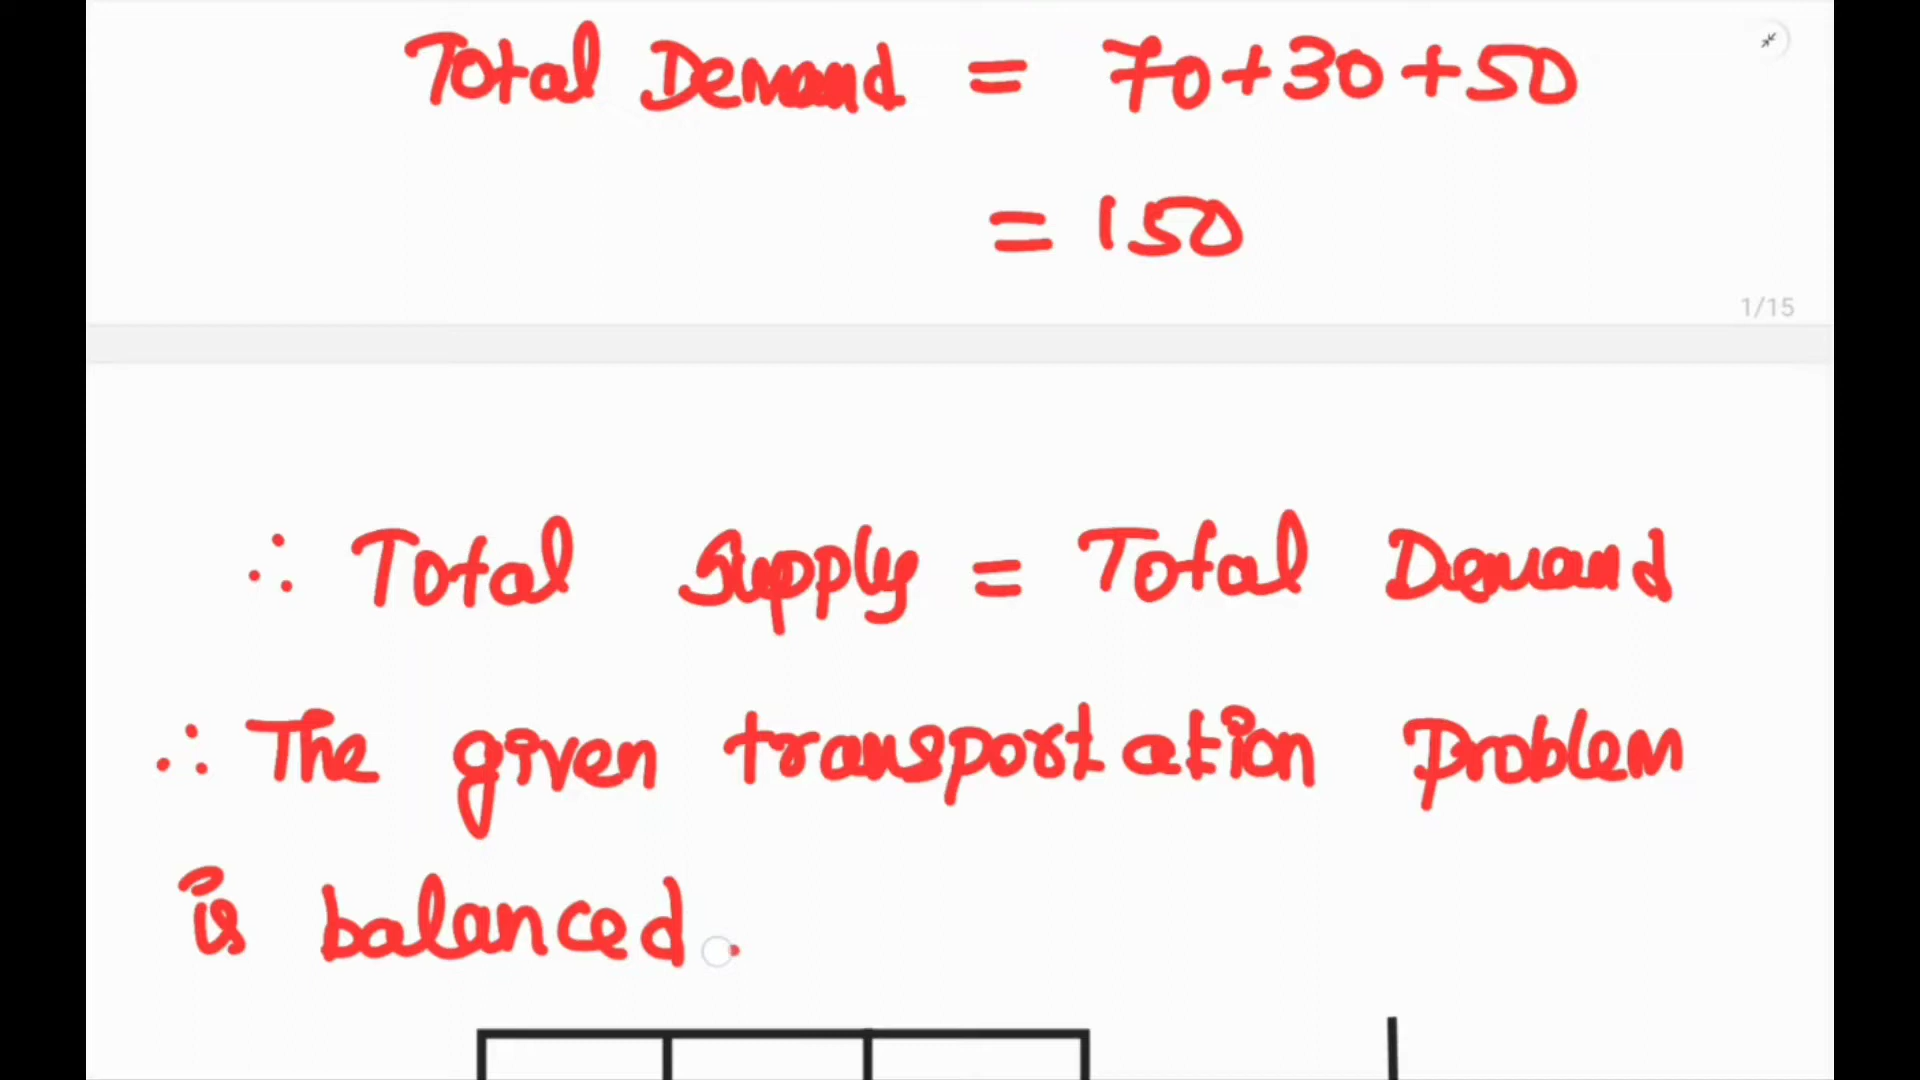 Total Demand = 70+30+50
= 150
1/15
∴ Total Supply = Total Demand
∴ The given transportation problem
is balanced.